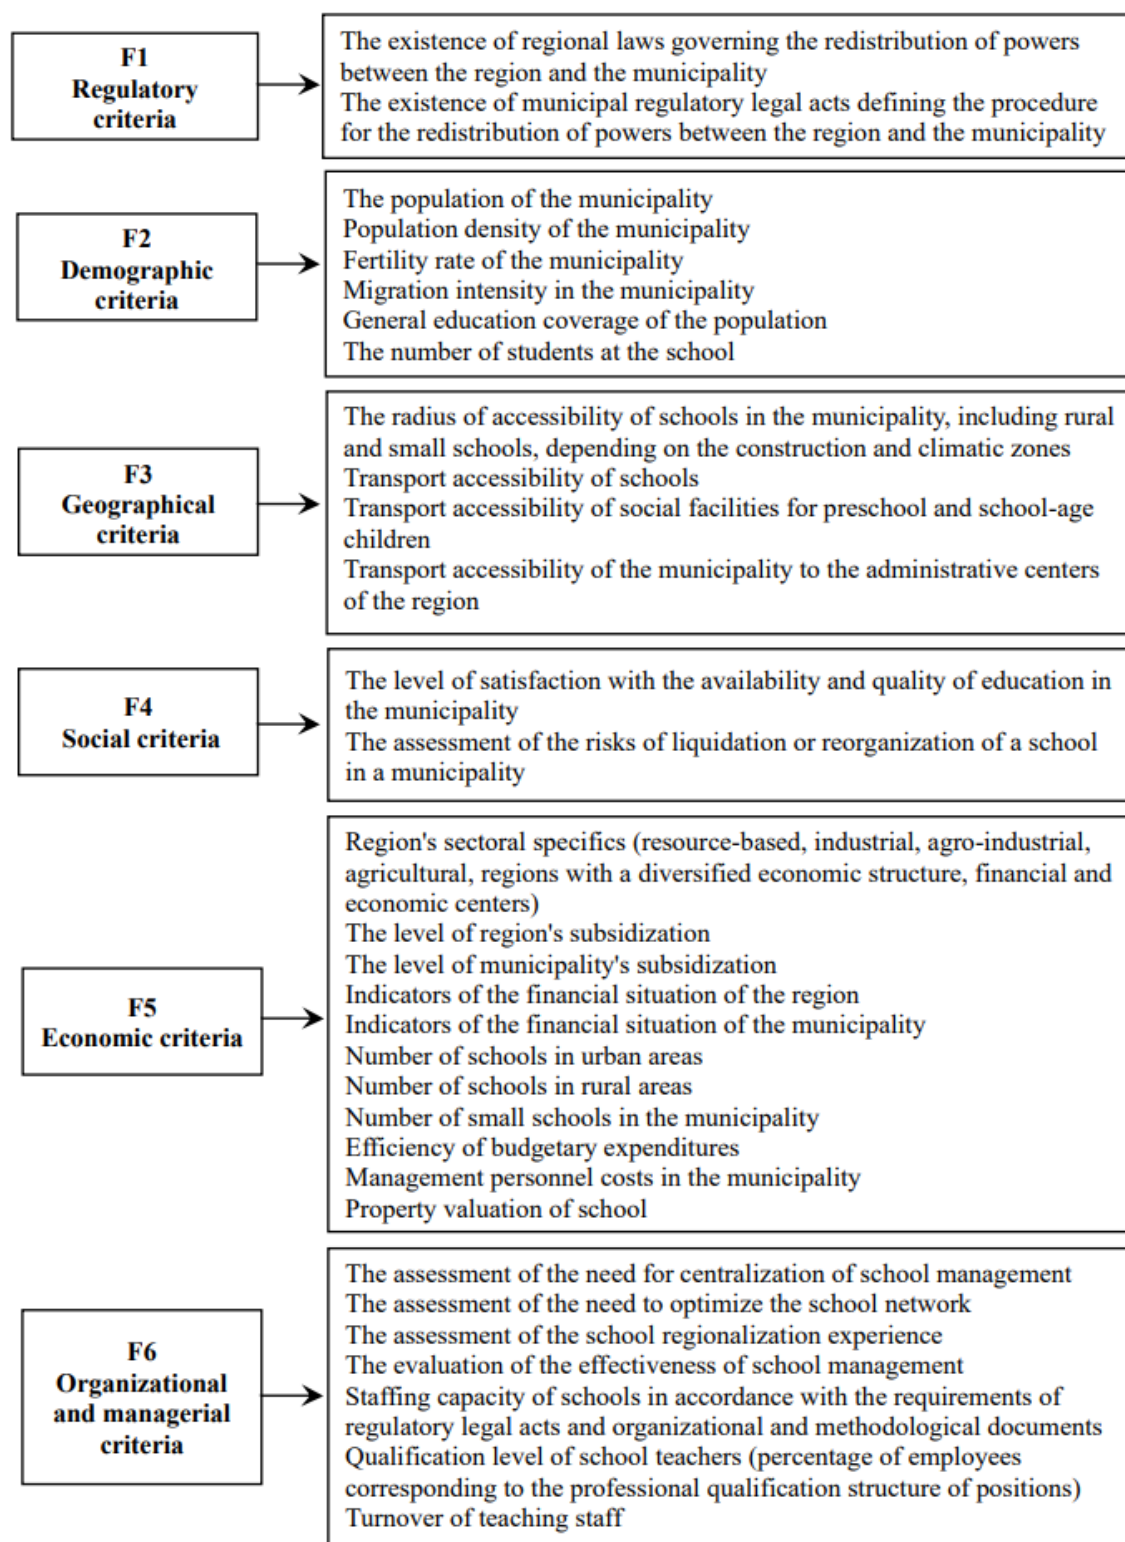 F1
Regulatory
criteria
The existence of regional laws governing the redistribution of powers
between the region and the municipality
The existence of municipal regulatory legal acts defining the procedure
for the redistribution of powers between the region and the municipality
F2
Demographic
criteria
The population of the municipality
Population density of the municipality
Fertility rate of the municipality
Migration intensity in the municipality
General education coverage of the population
The number of students at the school
F3
Geographical
criteria
The radius of accessibility of schools in the municipality, including rural
and small schools, depending on the construction and climatic zones
Transport accessibility of schools
Transport accessibility of social facilities for preschool and school-age
children
Transport accessibility of the municipality to the administrative centers
of the region
F4
Social criteria
The level of satisfaction with the availability and quality of education in
the municipality
The assessment of the risks of liquidation or reorganization of a school
in a municipality
F5
Economic criteria
Region's sectoral specifics (resource-based, industrial, agro-industrial,
agricultural, regions with a diversified economic structure, financial and
economic centers)
The level of region's subsidization
The level of municipality's subsidization
Indicators of the financial situation of the region
Indicators of the financial situation of the municipality
Number of schools in urban areas
Number of schools in rural areas
Number of small schools in the municipality
Efficiency of budgetary expenditures
Management personnel costs in the municipality
Property valuation of school
F6
Organizational
and managerial
criteria
The assessment of the need for centralization of school management
The assessment of the need to optimize the school network
The assessment of the school regionalization experience
The evaluation of the effectiveness of school management
Staffing capacity of schools in accordance with the requirements of
regulatory legal acts and organizational and methodological documents
Qualification level of school teachers (percentage of employees
corresponding to the professional qualification structure of positions)
Turnover of teaching staff